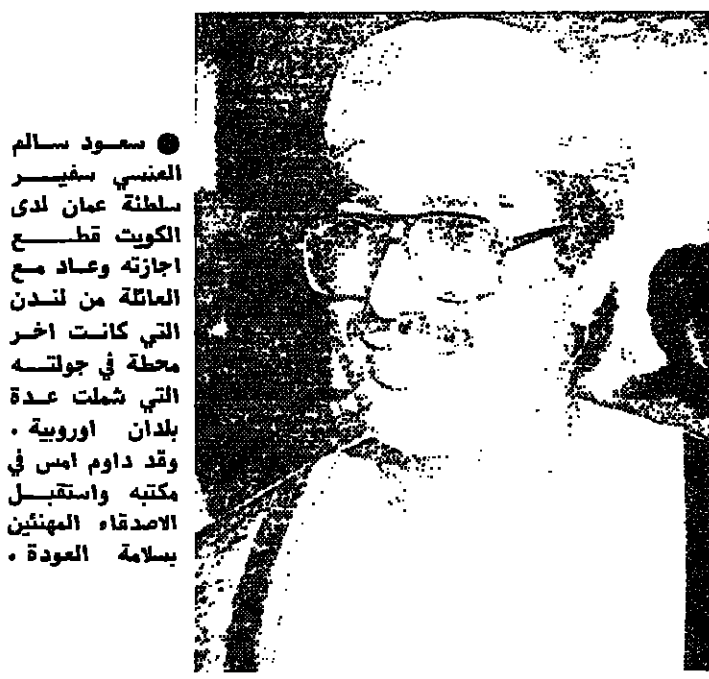 ● سعود سالم
العنسي سفير
سلطنة عمان لدى
الكويت قطع
اجازته وعاد مع
العائلة من لندن
التي كانت اخر
محطة في جولته
التي شملت عدة
بلدان اوروبية .
وقد داوم امس في
مكتبه واستقبل
الاصدقاء المهنئين
بسلامة العودة .